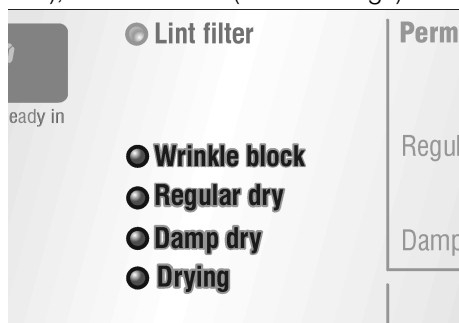 Lint filter
Perm
eady in
Wrinkle block
Regul
Regular dry
Damp dry
Damp
Drying